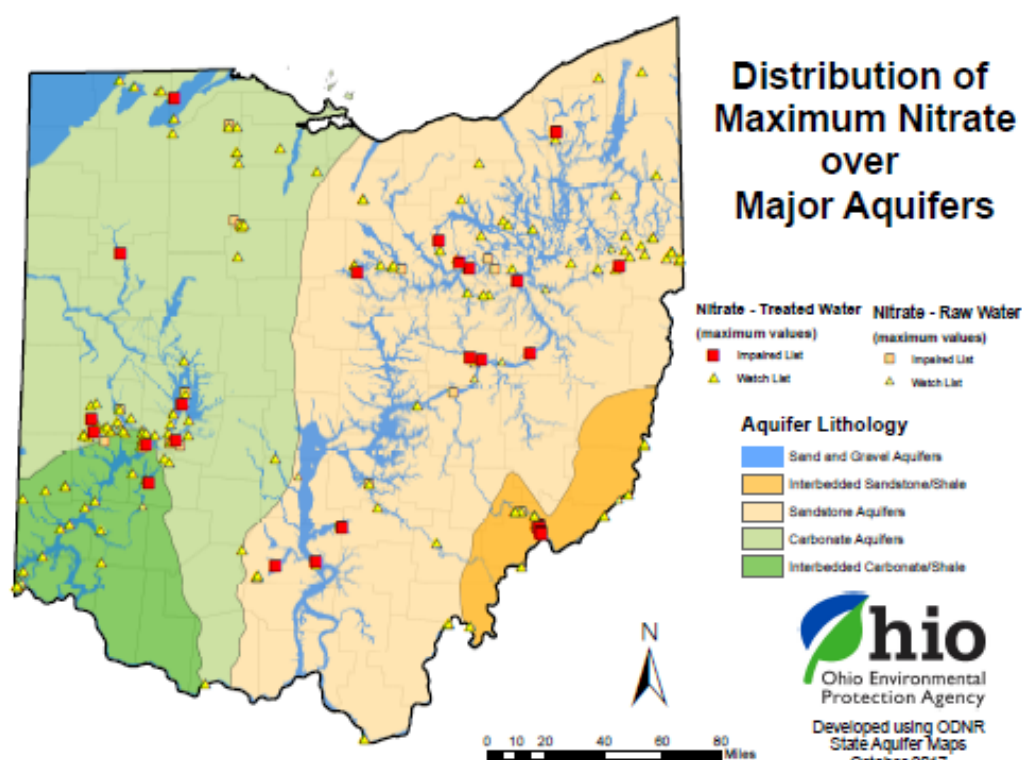 Distribution of
Maximum Nitrate
over
Major Aquifers
Nitrate - Treated Water
(maximum values)
Impaired List
Watch List
Nitrate - Raw Water
(maximum values)
Impaired List
Watch List
Aquifer Lithology
Sand and Gravel Aquifers
Interbedded Sandstone/Shale
Sandstone Aquifers
Carbonate Aquifers
Interbedded Carbonate/Shale
N
0 10 20 40 60 80
Miles
Ohio
Ohio Environmental
Protection Agency
Developed using ODNR
State Aquifer Maps
October 2017